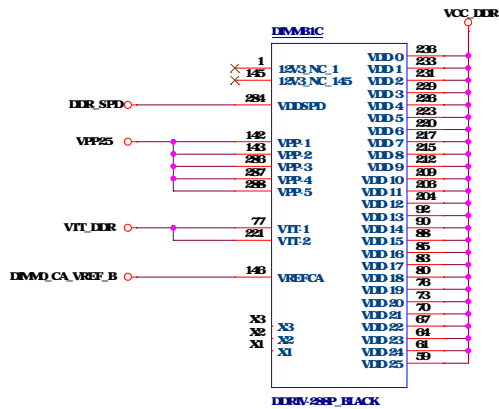 VCC_DDR
DIMMB1C
1 12V3_NC_1 VDD-0 236
145 12V3_NC_145 VDD-1 233
VDD-2 231
VDD-3 229
DDR_SPD 284 VDDSPD VDD-4 226
VDD-5 223
VDD-6 220
VPP25 142 VPP-1 VDD-7 217
143 VPP-2 VDD-8 215
286 VPP-3 VDD-9 212
287 VPP-4 VDD-10 209
288 VPP-5 VDD-11 206
VDD-12 204
VDD-13 92
VTT_DDR 77 VTT-1 VDD-14 90
221 VTT-2 VDD-15 88
VDD-16 85
VDD-17 83
DIMM0_CA_VREF_B 146 VREFCA VDD-18 80
VDD-19 76
VDD-20 73
VDD-21 70
X3 X3 VDD-22 67
X2 X2 VDD-23 64
X1 X1 VDD-24 61
VDD-25 59
DDRIV-288P_BLACK